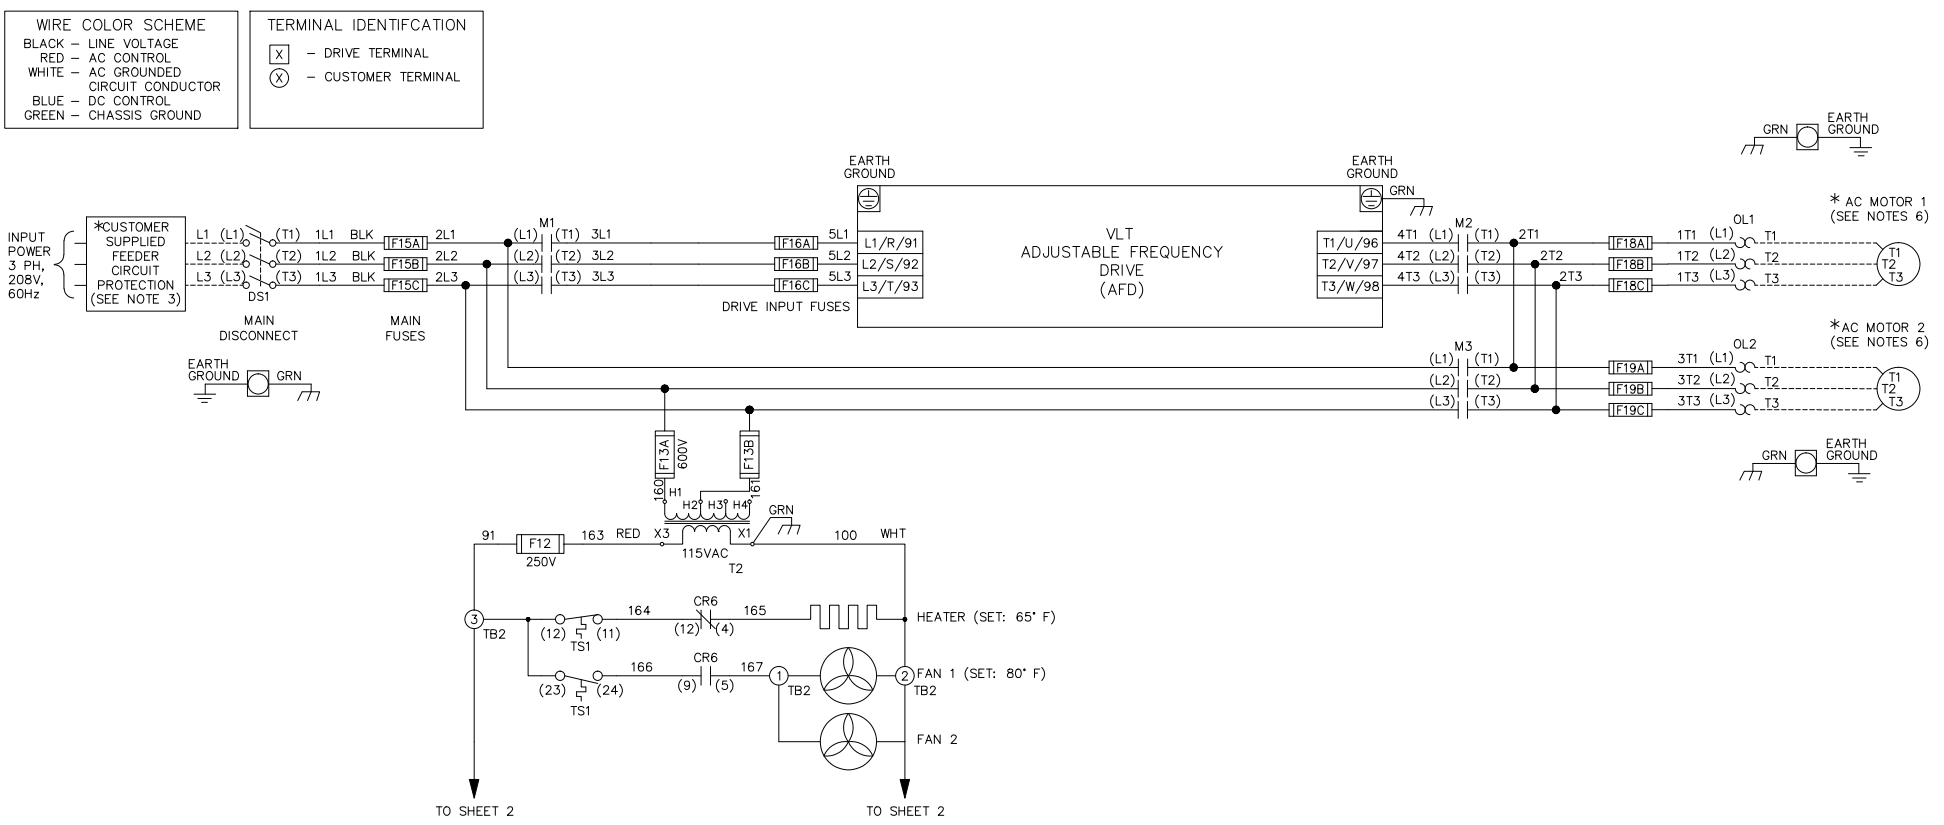 WIRE COLOR SCHEME
BLACK – LINE VOLTAGE
RED – AC CONTROL
WHITE – AC GROUNDED
CIRCUIT CONDUCTOR
BLUE – DC CONTROL
GREEN – CHASSIS GROUND
TERMINAL IDENTIFCATION
X – DRIVE TERMINAL
X – CUSTOMER TERMINAL
GRN
EARTH
GROUND
INPUT
POWER
3 PH,
208V,
60Hz
*CUSTOMER
SUPPLIED
FEEDER
CIRCUIT
PROTECTION
(SEE NOTE 3)
L1 (L1) (T1) 1L1 BLK F15A 2L1
L2 (L2) (T2) 1L2 BLK F15B 2L2
L3 (L3) (T3) 1L3 BLK F15C 2L3
DS1
MAIN
DISCONNECT
MAIN
FUSES
EARTH
GROUND
GRN
M1
(L1) (T1) 3L1 F16A 5L1
(L2) (T2) 3L2 F16B 5L2
(L3) (T3) 3L3 F16C 5L3
DRIVE INPUT FUSES
EARTH
GROUND
L1/R/91
L2/S/92
L3/T/93
VLT
ADJUSTABLE FREQUENCY
DRIVE
(AFD)
EARTH
GROUND
GRN
T1/U/96
T2/V/97
T3/W/98
M2
4T1 (L1) (T1) 2T1 F18A 1T1 (L1) T1
4T2 (L2) (T2) 2T2 F18B 1T2 (L2) T2
4T3 (L3) (T3) 2T3 F18C 1T3 (L3) T3
OL1
* AC MOTOR 1
(SEE NOTES 6)
T1
T2
T3
M3
(L1) (T1) F19A 3T1 (L1) T1
(L2) (T2) F19B 3T2 (L2) T2
(L3) (T3) F19C 3T3 (L3) T3
OL2
*AC MOTOR 2
(SEE NOTES 6)
T1
T2
T3
GRN
EARTH
GROUND
F13A
600V
F13B
160
161
H1
H2 H3 H4
GRN
91 F12 163 RED X3 X1 100 WHT
250V
115VAC
T2
3
TB2
(12) (11) 164 CR6 165 HEATER (SET: 65° F)
TS1
(12) (4)
(23) (24) 166 CR6 167 1 2 FAN 1 (SET: 80° F)
TS1
(9) (5)
TB2
TB2
FAN 2
TO SHEET 2
TO SHEET 2